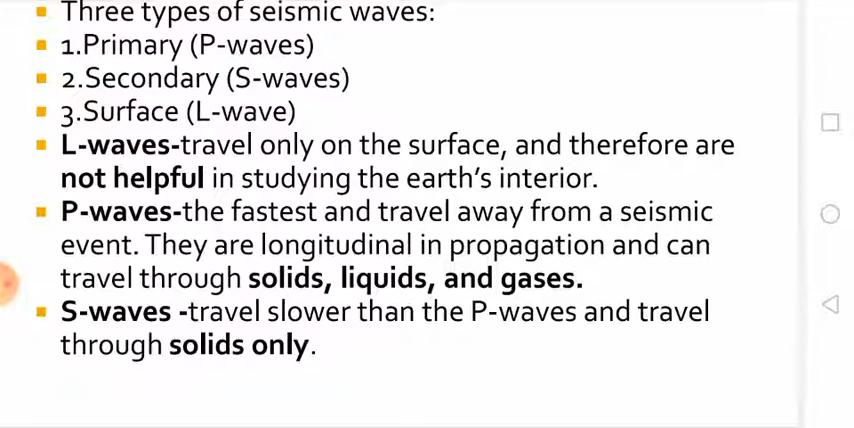 Three types of seismic waves:
1.Primary (P-waves)
2.Secondary (S-waves)
3.Surface (L-wave)
L-waves-travel only on the surface, and therefore are
not helpful in studying the earth's interior.
P-waves-the fastest and travel away from a seismic
event. They are longitudinal in propagation and can
travel through solids, liquids, and gases.
S-waves -travel slower than the P-waves and travel
through solids only.